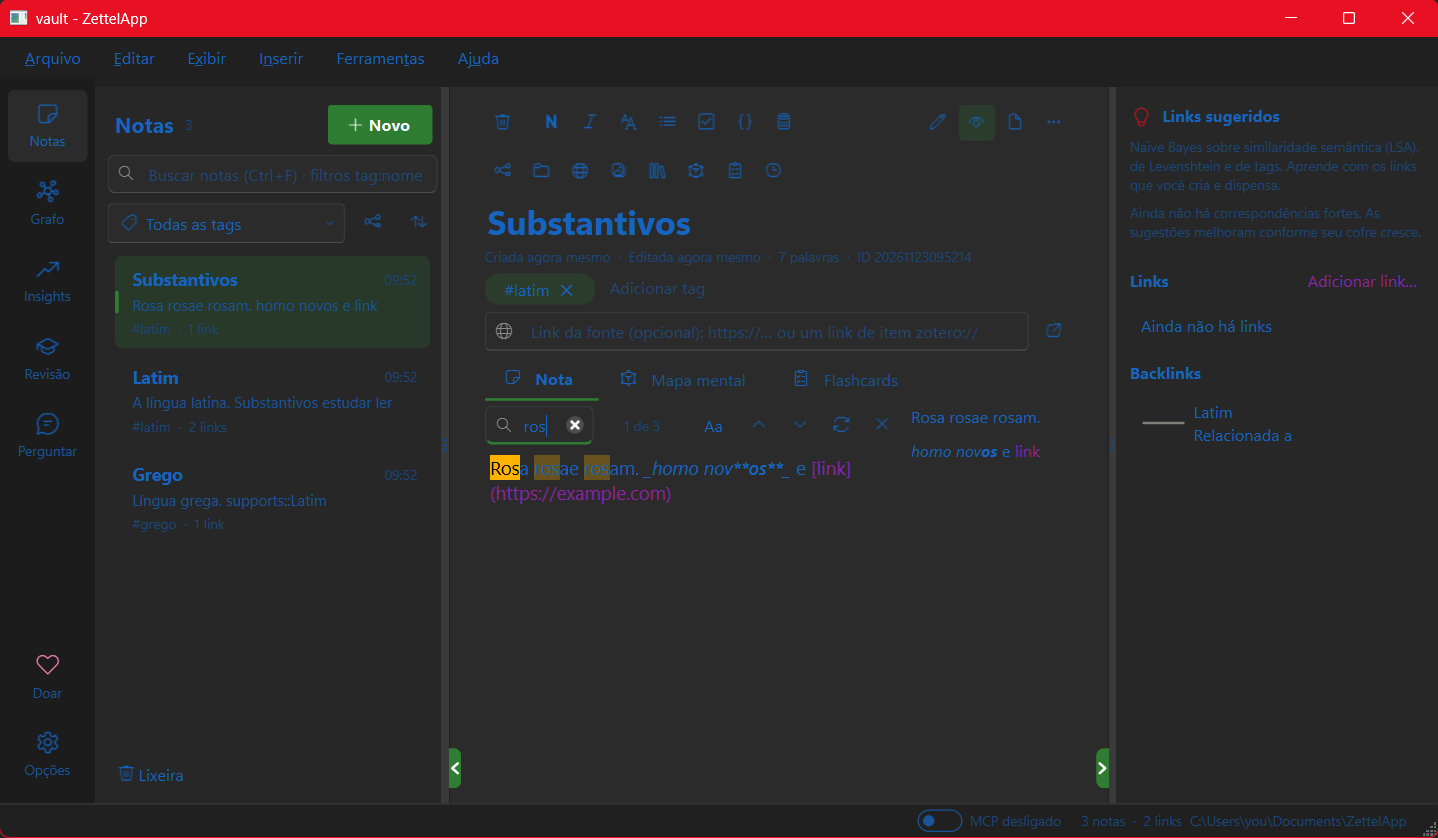 vault - ZettelApp
Arquivo Editar Exibir Inserir Ferramentas Ajuda
Notas
Grafo
Insights
Revisão
Perguntar
Doar
Opções
Notas 3
Novo
Buscar notas (Ctrl+F) · filtros tag:nome
Todas as tags
Substantivos 09:52
Rosa rosae rosam. homo novos e link
#latim · 1 link
Latim 09:52
A língua latina. Substantivos estudar ler
#latim · 2 links
Grego 09:52
Língua grega. supports::Latim
#grego · 1 link
Lixeira
N I AA {}
Substantivos
Criada agora mesmo · Editada agora mesmo · 7 palavras · ID 20261123095214
#latim Adicionar tag
Link da fonte (opcional): https://... ou um link de item zotero://
Nota Mapa mental Flashcards
ros 1 de 3 Aa
Rosa rosae rosam. _homo nov**os**_ e [link]
(https://example.com)
Rosa rosae rosam.
homo novos e link
Links sugeridos
Naive Bayes sobre similaridade semântica (LSA),
de Levenshtein e de tags. Aprende com os links
que você cria e dispensa.
Ainda não há correspondências fortes. As
sugestões melhoram conforme seu cofre cresce.
Links Adicionar link...
Ainda não há links
Backlinks
Latim
Relacionada a
MCP desligado 3 notas · 2 links C:\Users\you\Documents\ZettelApp